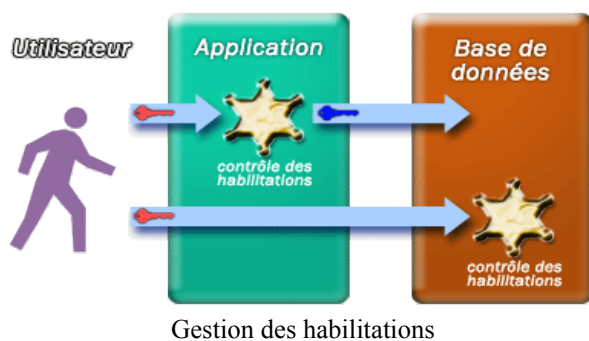 Utilisateur
Application
Base de
données
contrôle des
habilitations
contrôle des
habilitations
Gestion des habilitations